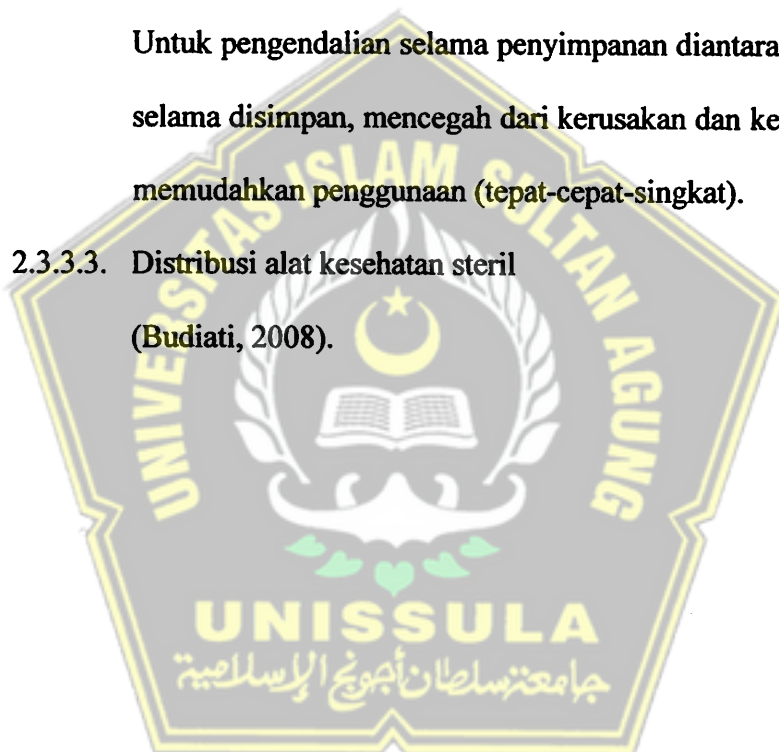 Untuk pengendalian selama penyimpanan diantara
selama disimpan, mencegah dari kerusakan dan ke
memudahkan penggunaan (tepat-cepat-singkat).
2.3.3.3. Distribusi alat kesehatan steril
(Budiati, 2008).
UNIVERSITAS ISLAM SULTAN AGUNG
UNISSULA
جامعة سلطان أجونج الإسلامية